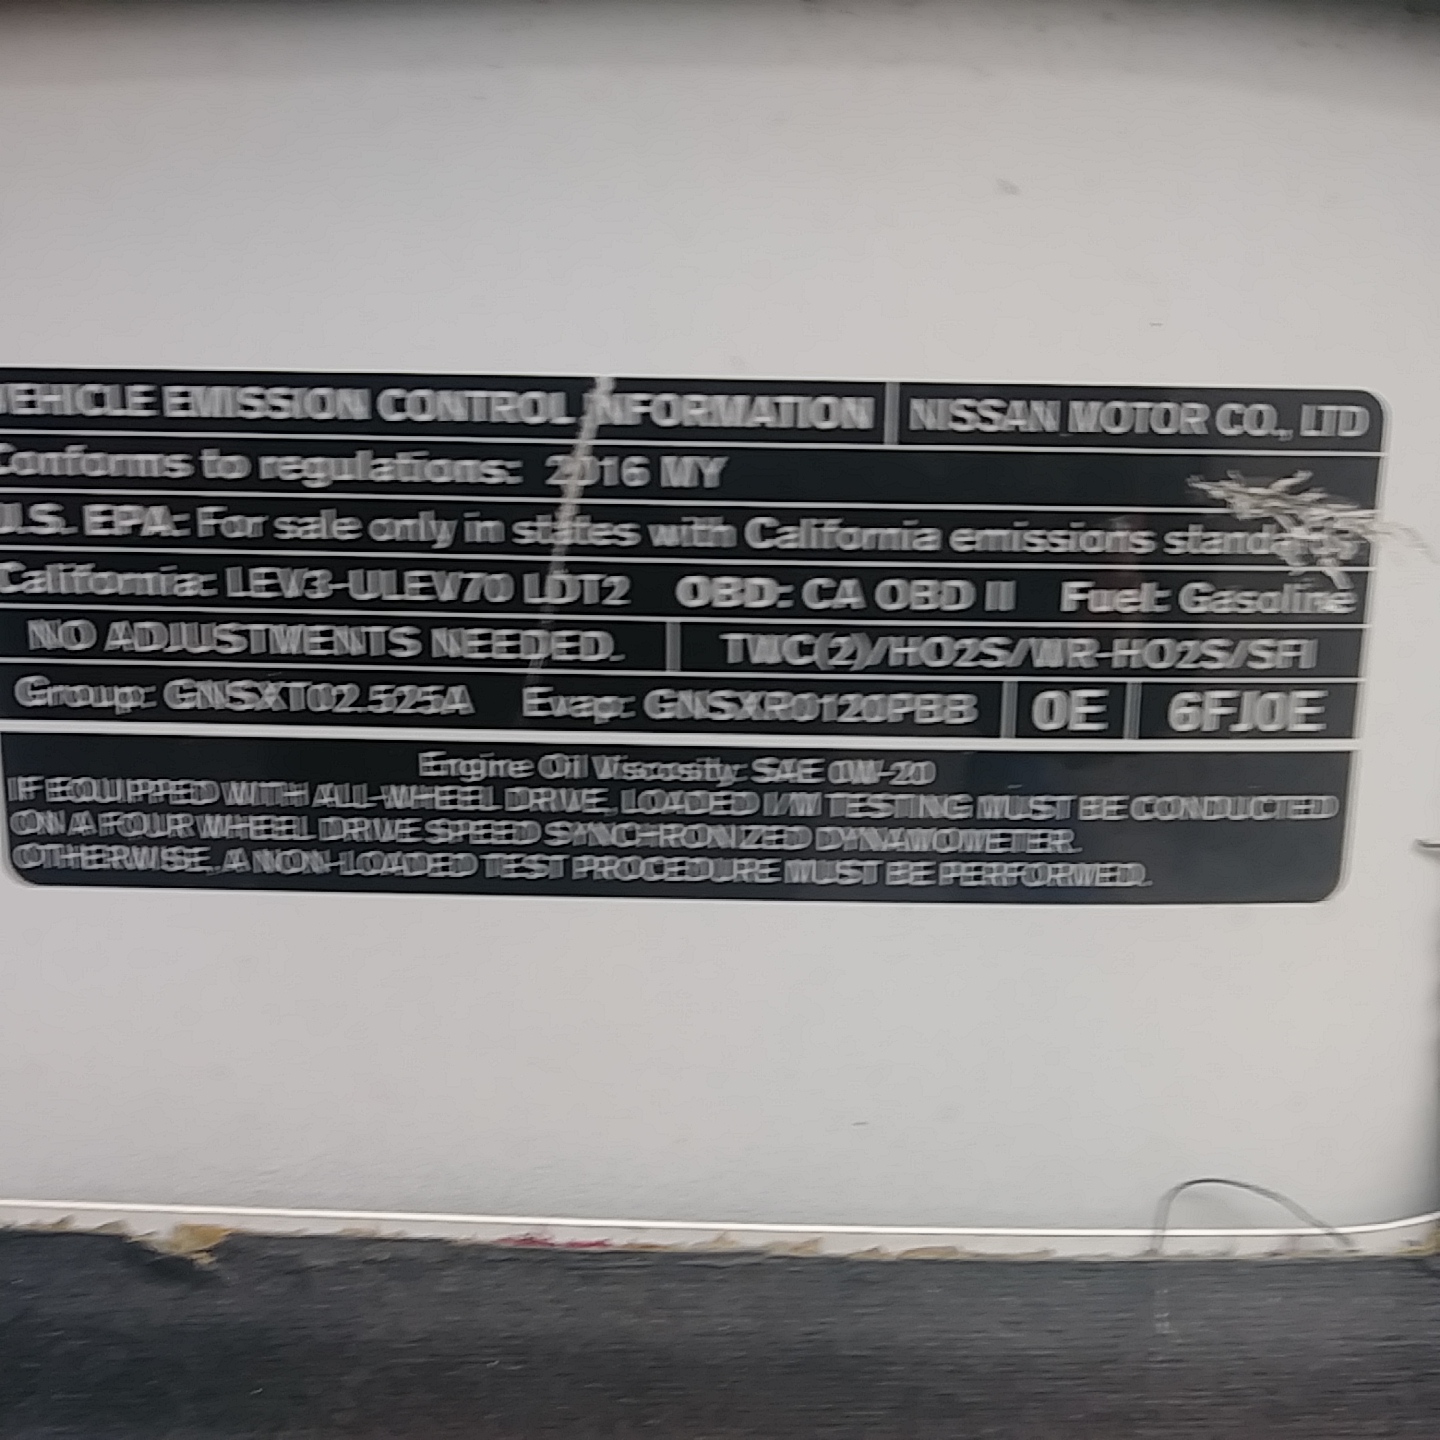 VEHICLE EMISSION CONTROL INFORMATION NISSAN MOTOR CO., LTD
Conforms to regulations: 2016 MY
U.S. EPA: For sale only in states with California emissions standards
California: LEV3-ULEV70 LDT2 OBD: CA OBD II Fuel: Gasoline
NO ADJUSTMENTS NEEDED. TWC(2)/HO2S/WR-HO2S/SFI
Group: GNSXT02.525A Evap: GNSXR0120PBB 0E 6FJ0E
Engine Oil Viscosity: SAE 0W-20
IF EQUIPPED WITH ALL-WHEEL DRIVE, LOADED I/M TESTING MUST BE CONDUCTED
ON A FOUR WHEEL DRIVE SPEED SYNCHRONIZED DYNAMOMETER.
OTHERWISE, A NON-LOADED TEST PROCEDURE MUST BE PERFORMED.